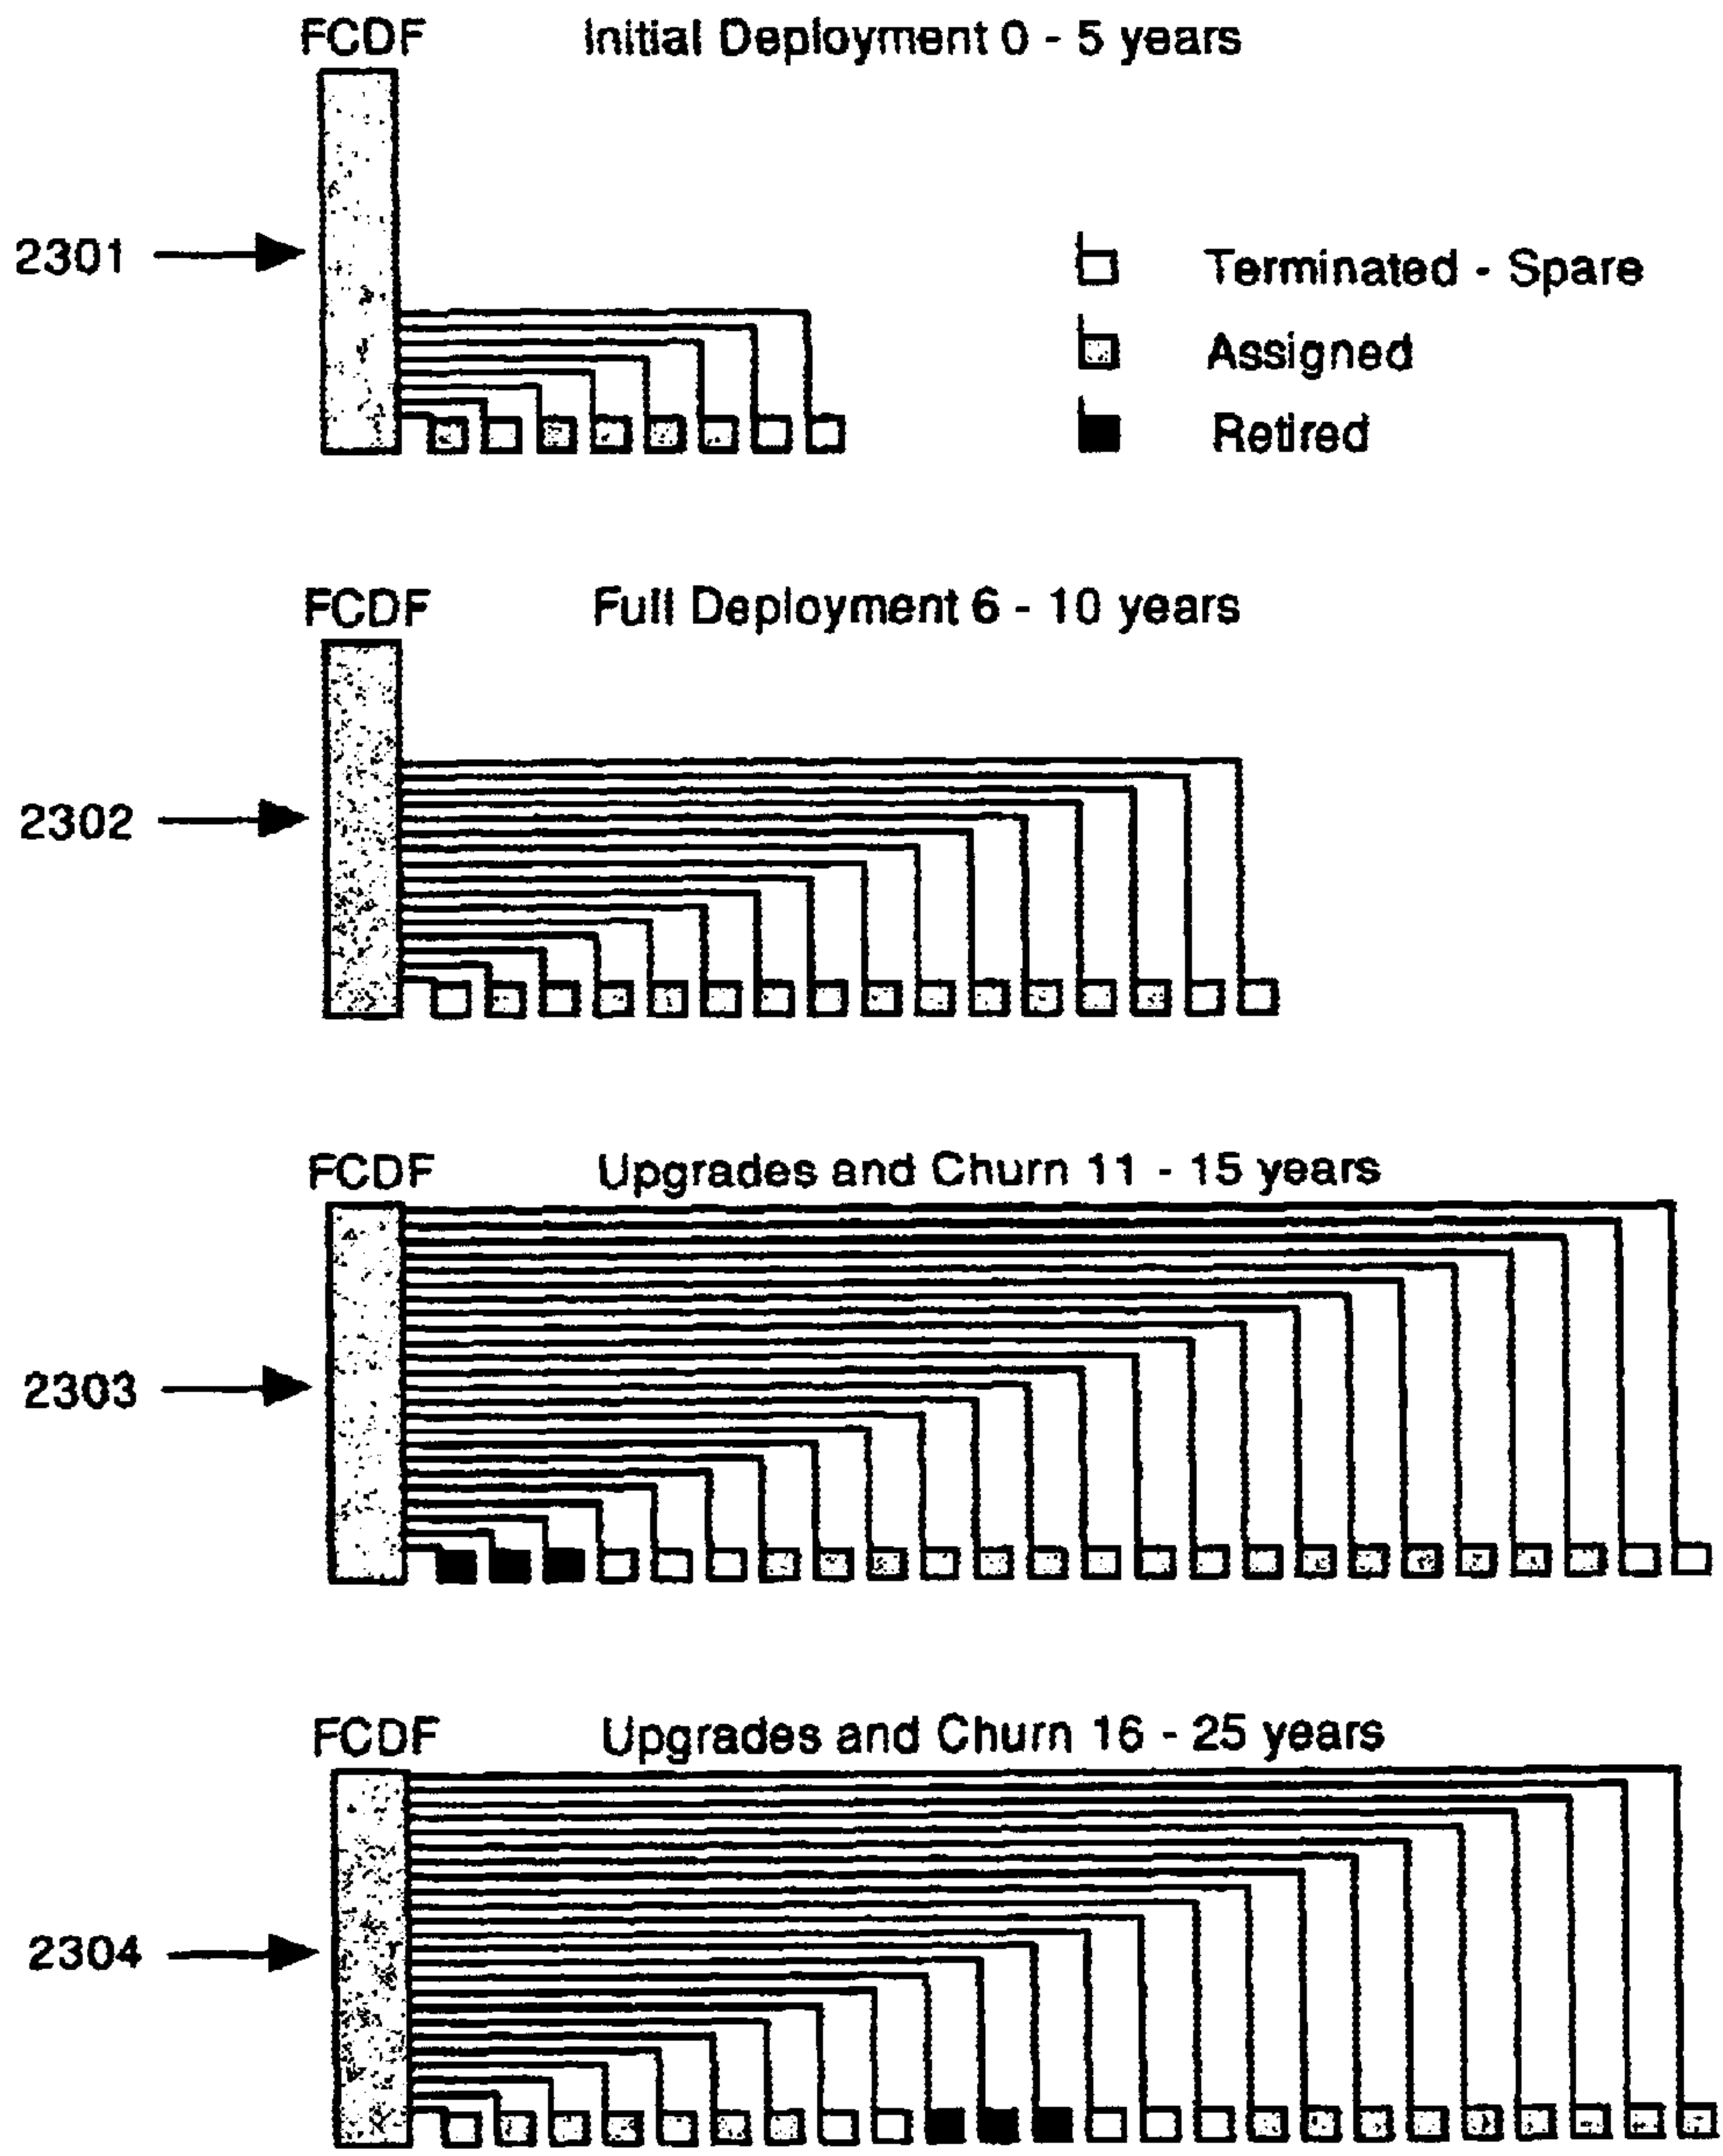 FCDF Initial Deployment 0 - 5 years
2301
Terminated - Spare
Assigned
Retired
FCDF Full Deployment 6 - 10 years
2302
FCDF Upgrades and Churn 11 - 15 years
2303
FCDF Upgrades and Churn 16 - 25 years
2304